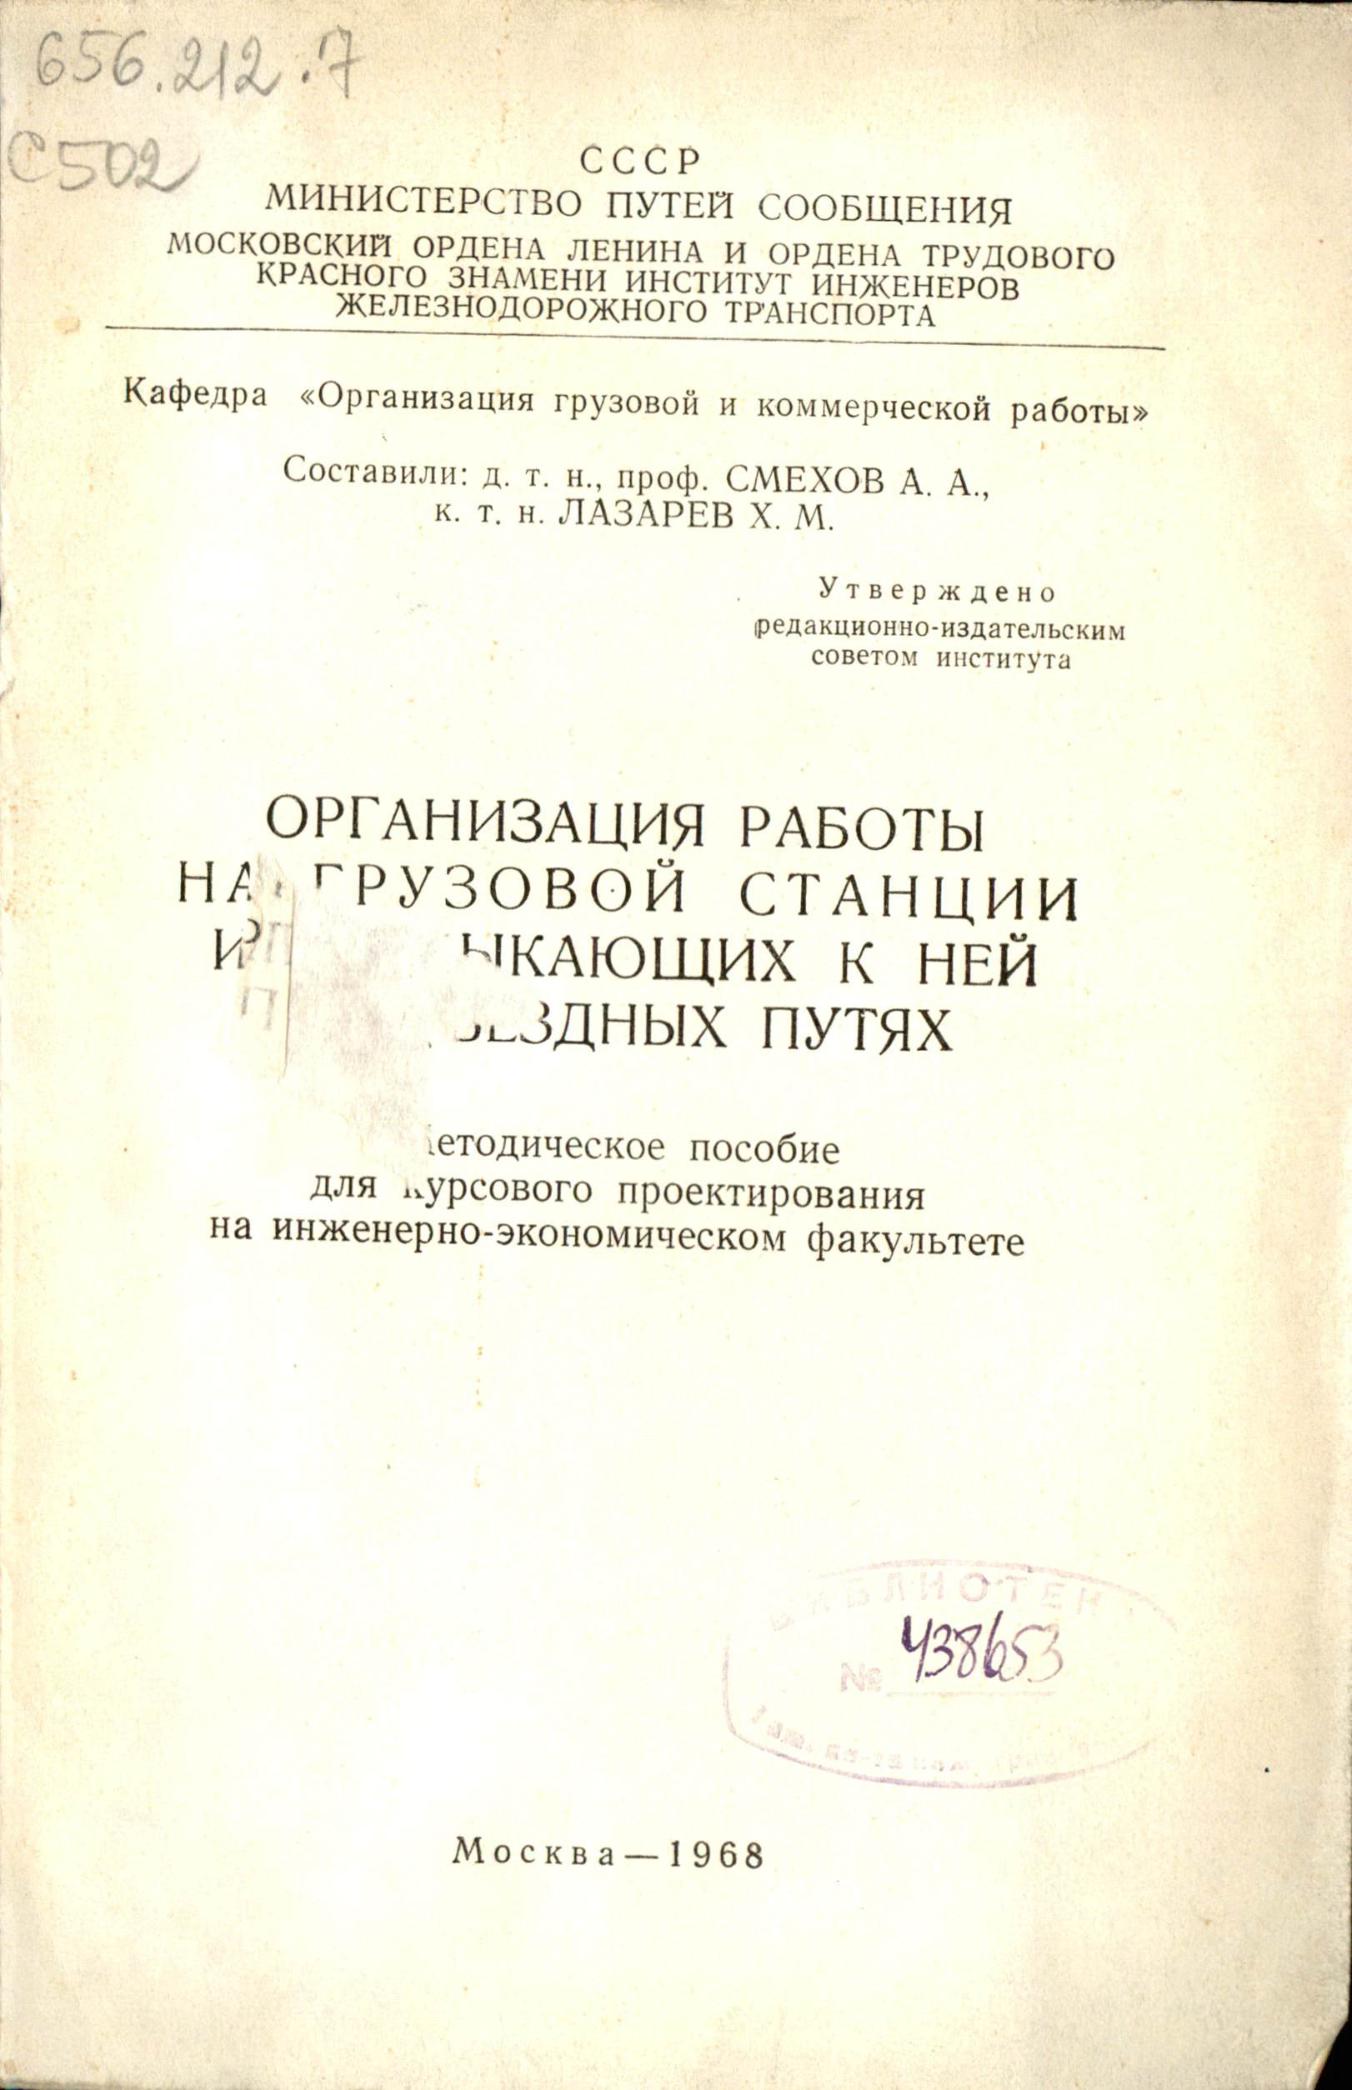 656.212.7
С502
СССР
МИНИСТЕРСТВО ПУТЕЙ СООБЩЕНИЯ
МОСКОВСКИЙ ОРДЕНА ЛЕНИНА И ОРДЕНА ТРУДОВОГО
КРАСНОГО ЗНАМЕНИ ИНСТИТУТ ИНЖЕНЕРОВ
ЖЕЛЕЗНОДОРОЖНОГО ТРАНСПОРТА
Кафедра «Организация грузовой и коммерческой работы»
Составили: д. т. н., проф. СМЕХОВ А. А.,
к. т. н. ЛАЗАРЕВ Х. М.
Утверждено
редакционно-издательским
советом института
ОРГАНИЗАЦИЯ РАБОТЫ
НА ГРУЗОВОЙ СТАНЦИИ
И К НЕЙ
ПУТЯХ
пособие
для курсового проектирования
на инженерно-экономическом факультете
№ 438653
Москва—1968